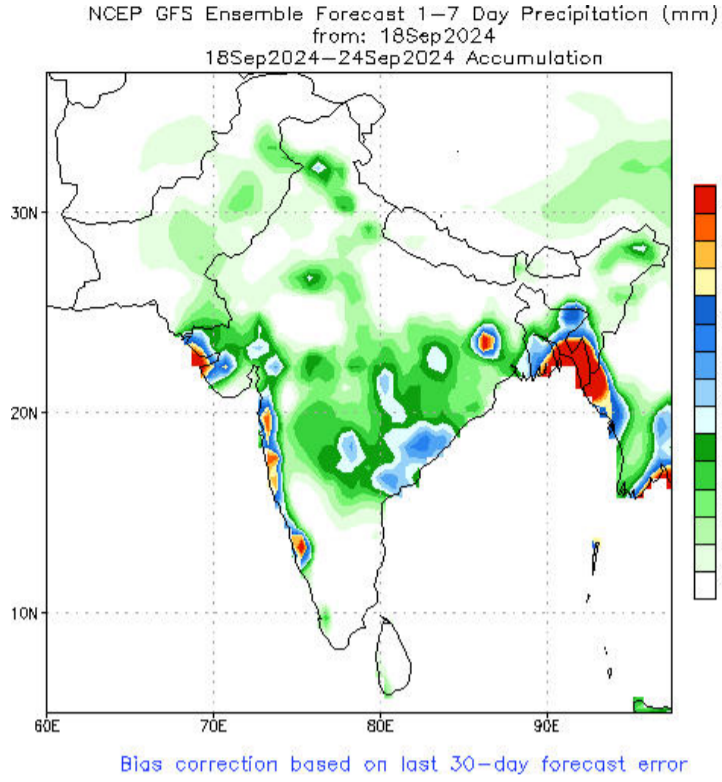 NCEP GFS Ensemble Forecast 1–7 Day Precipitation (mm)
from: 18Sep2024
18Sep2024–24Sep2024 Accumulation
30N
20N
10N
60E 70E 80E 90E
Bias correction based on last 30–day forecast error